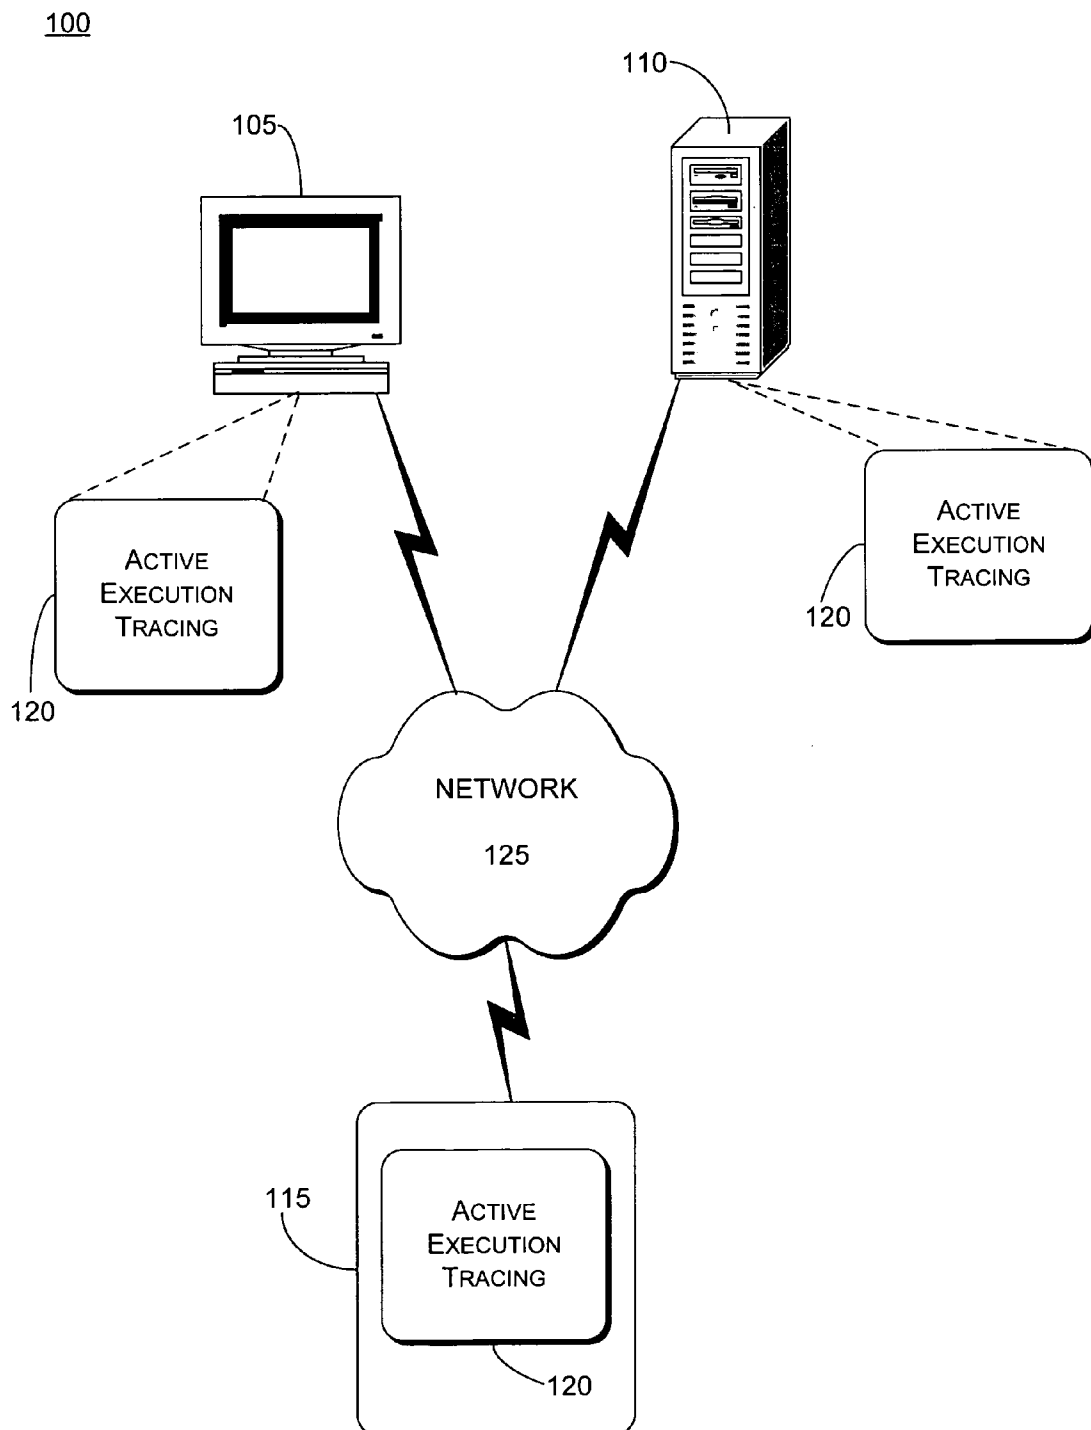 100
110
105
ACTIVE
EXECUTION
TRACING
120
ACTIVE
EXECUTION
TRACING
120
NETWORK
125
115
ACTIVE
EXECUTION
TRACING
120